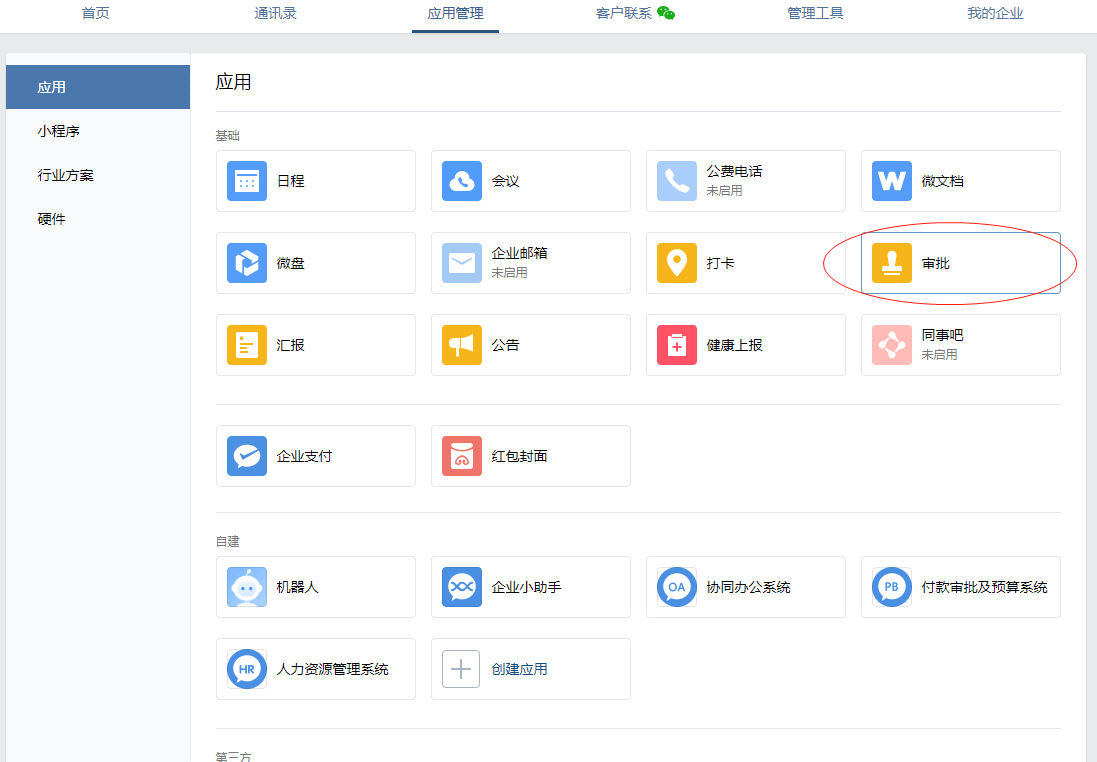 首页 通讯录 应用管理 客户联系 管理工具 我的企业
应用
小程序
行业方案
硬件
应用
基础
日程
会议
公费电话
未启用
微文档
微盘
企业邮箱
未启用
打卡
审批
汇报
公告
健康上报
同事吧
未启用
企业支付
红包封面
自建
机器人
企业小助手
OA
协同办公系统
PB
付款审批及预算系统
HR
人力资源管理系统
创建应用
第三方